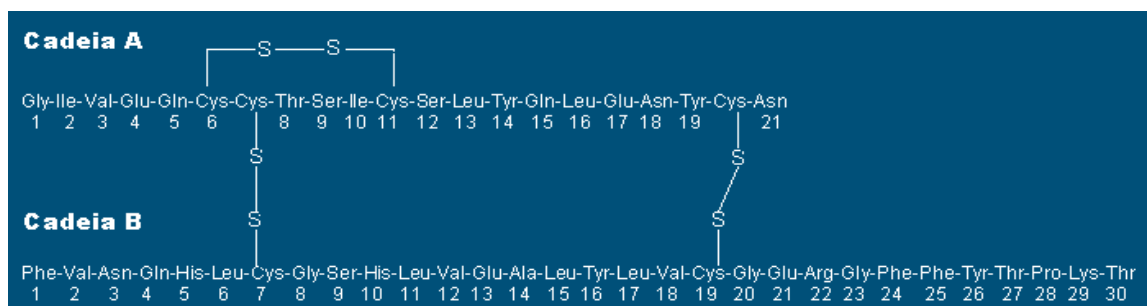 Cadeia A
S S
Gly-Ile-Val-Glu-Gln-Cys-Cys-Thr-Ser-Ile-Cys-Ser-Leu-Tyr-Gln-Leu-Glu-Asn-Tyr-Cys-Asn
1 2 3 4 5 6 8 9 10 11 12 13 14 15 16 17 18 19 21
S S
S S
Cadeia B
Phe-Val-Asn-Gln-His-Leu-Cys-Gly-Ser-His-Leu-Val-Glu-Ala-Leu-Tyr-Leu-Val-Cys-Gly-Glu-Arg-Gly-Phe-Phe-Tyr-Thr-Pro-Lys-Thr
1 2 3 4 5 6 7 8 9 10 11 12 13 14 15 16 17 18 19 20 21 22 23 24 25 26 27 28 29 30